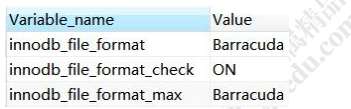 Variable_name Value
innodb_file_format Barracuda
innodb_file_format_check ON
innodb_file_format_max Barracuda